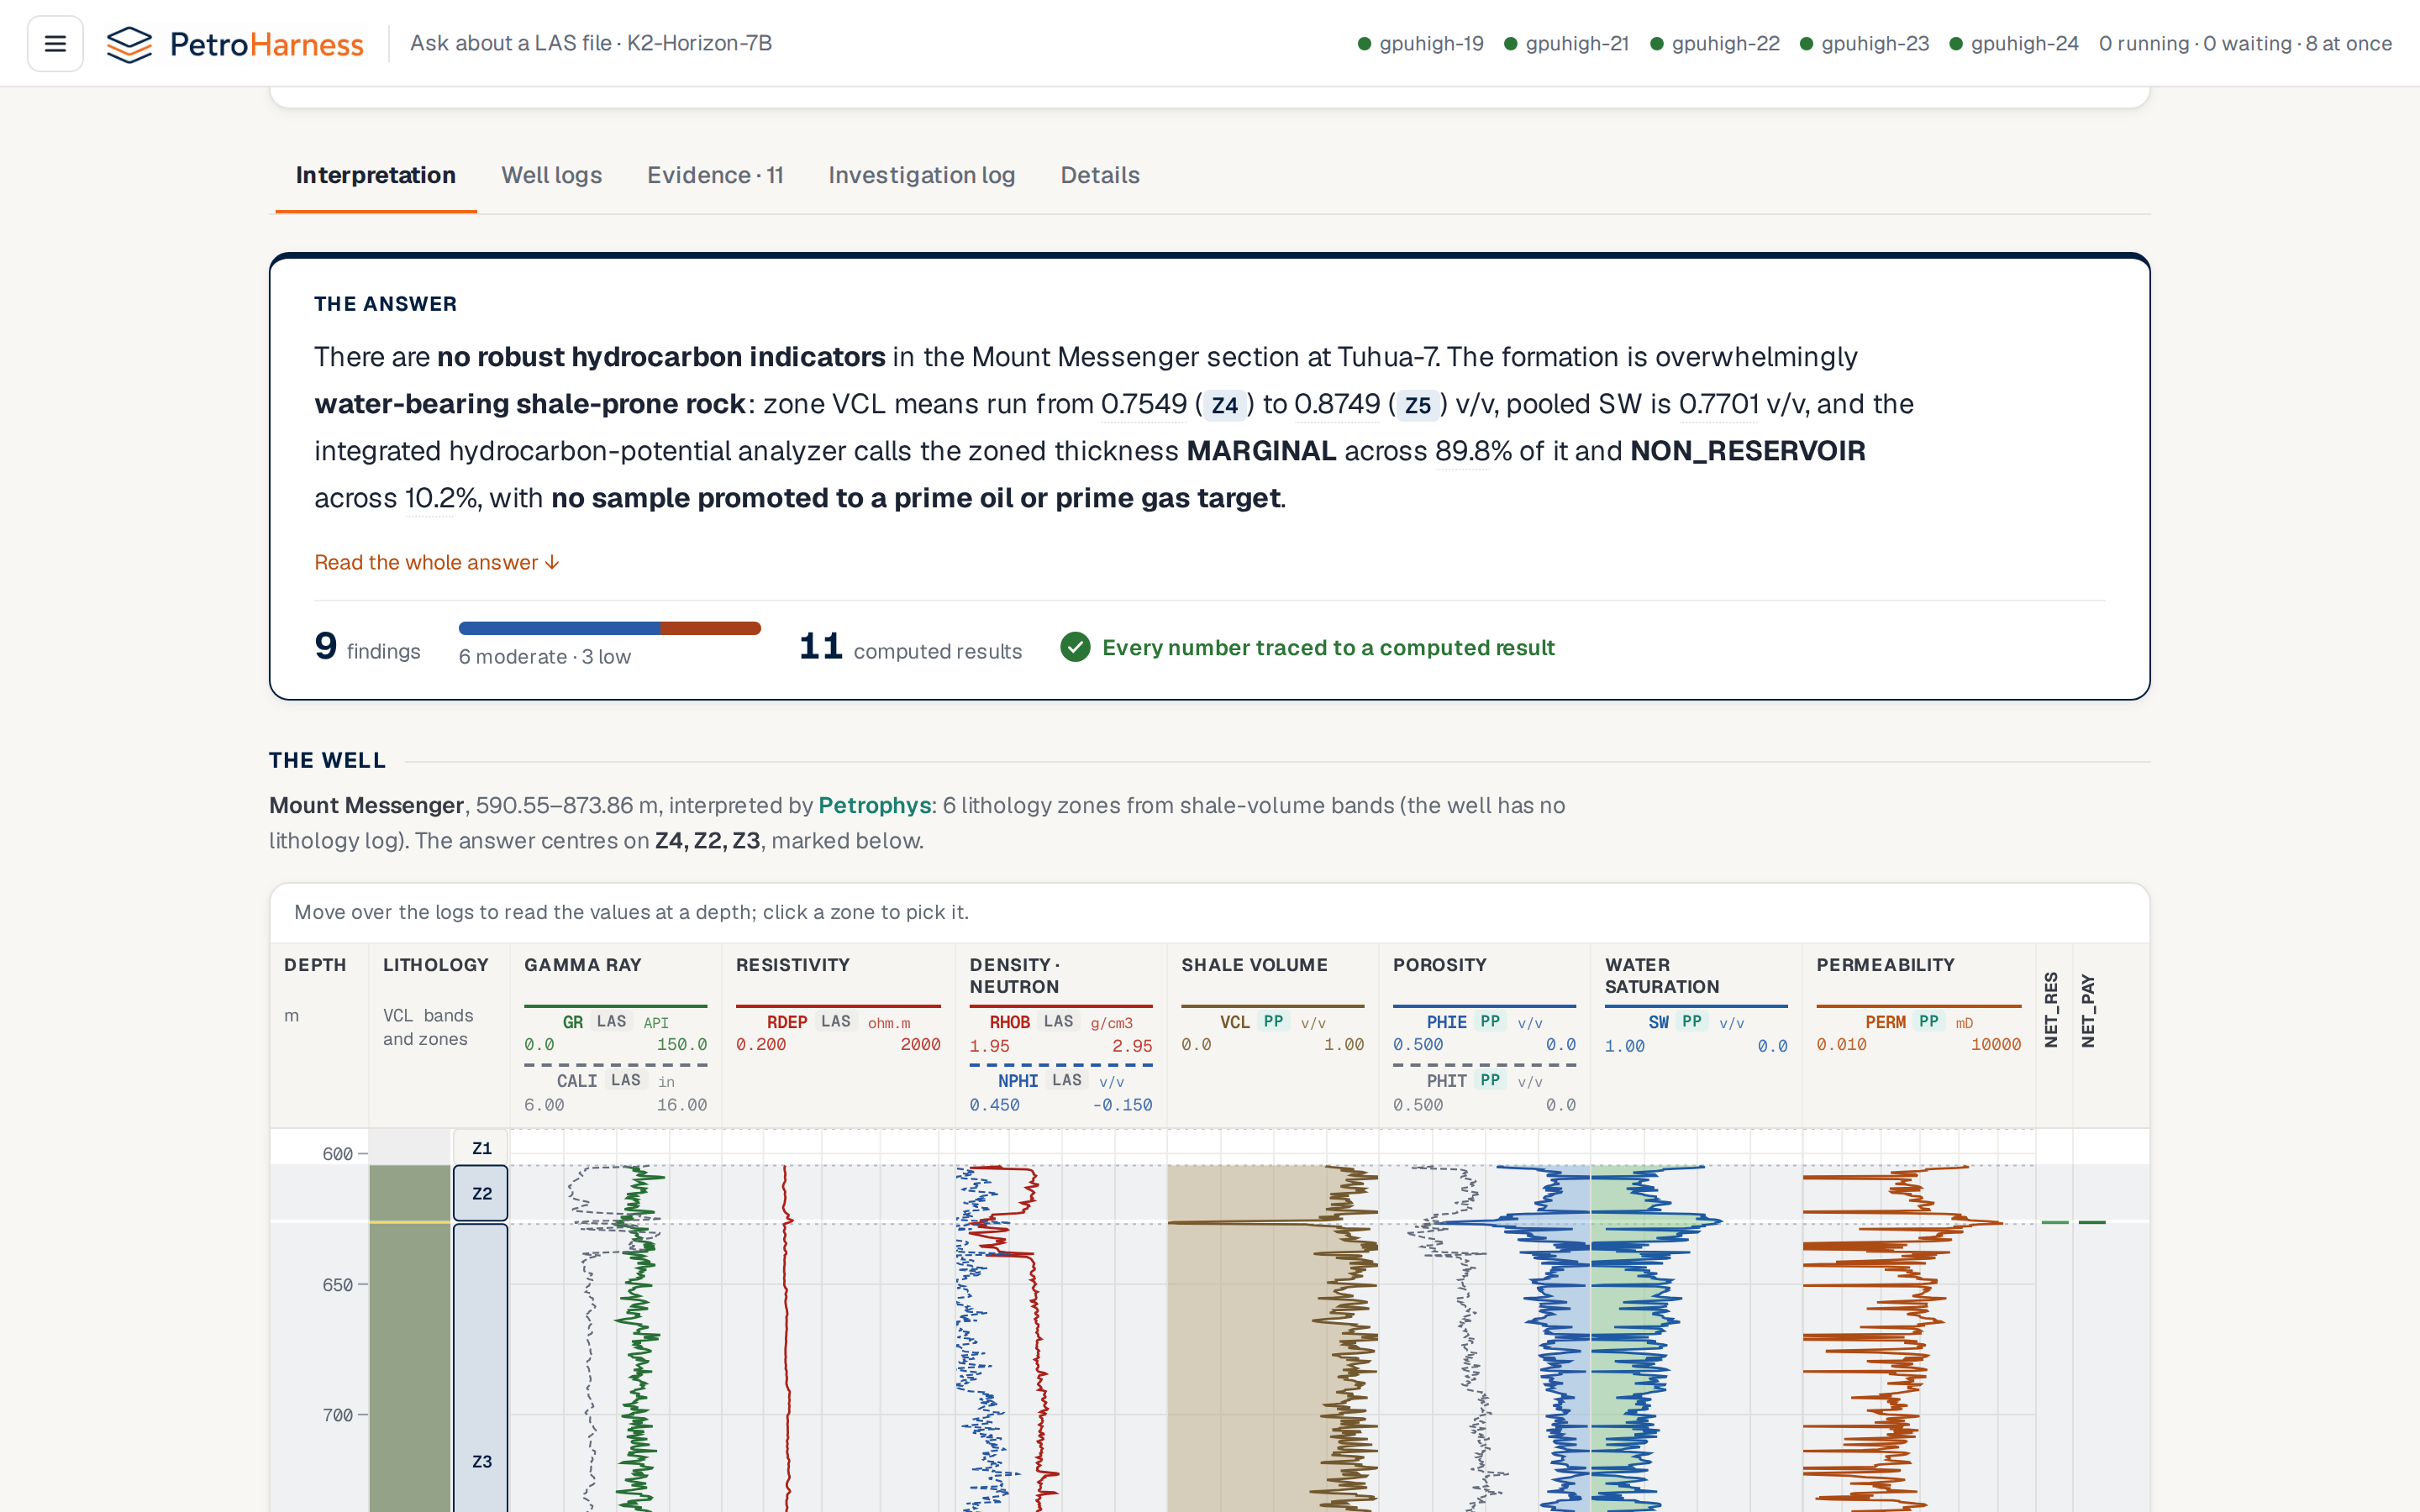 PetroHarness
Ask about a LAS file · K2-Horizon-7B
gpuhigh-19 gpuhigh-21 gpuhigh-22 gpuhigh-23 gpuhigh-24 0 running · 0 waiting · 8 at once
Interpretation Well logs Evidence · 11 Investigation log Details
THE ANSWER
There are no robust hydrocarbon indicators in the Mount Messenger section at Tuhua-7. The formation is overwhelmingly
water-bearing shale-prone rock: zone VCL means run from 0.7549 ( Z4 ) to 0.8749 ( Z5 ) v/v, pooled SW is 0.7701 v/v, and the
integrated hydrocarbon-potential analyzer calls the zoned thickness MARGINAL across 89.8% of it and NON_RESERVOIR
across 10.2%, with no sample promoted to a prime oil or prime gas target.
Read the whole answer ↓
9 findings
6 moderate · 3 low
11 computed results
Every number traced to a computed result
THE WELL
Mount Messenger, 590.55–873.86 m, interpreted by Petrophys: 6 lithology zones from shale-volume bands (the well has no
lithology log). The answer centres on Z4, Z2, Z3, marked below.
Move over the logs to read the values at a depth; click a zone to pick it.
DEPTH
m
LITHOLOGY
VCL bands
and zones
GAMMA RAY
GR LAS API
0.0 150.0
CALI LAS in
6.00 16.00
RESISTIVITY
RDEP LAS ohm.m
0.200 2000
DENSITY ·
NEUTRON
RHOB LAS g/cm3
1.95 2.95
NPHI LAS v/v
0.450 -0.150
SHALE VOLUME
VCL PP v/v
0.0 1.00
POROSITY
PHIE PP v/v
0.500 0.0
PHIT PP v/v
0.500 0.0
WATER
SATURATION
SW PP v/v
1.00 0.0
PERMEABILITY
PERM PP mD
0.010 10000
NET_RES
NET_PAY
600
650
700
Z1
Z2
Z3